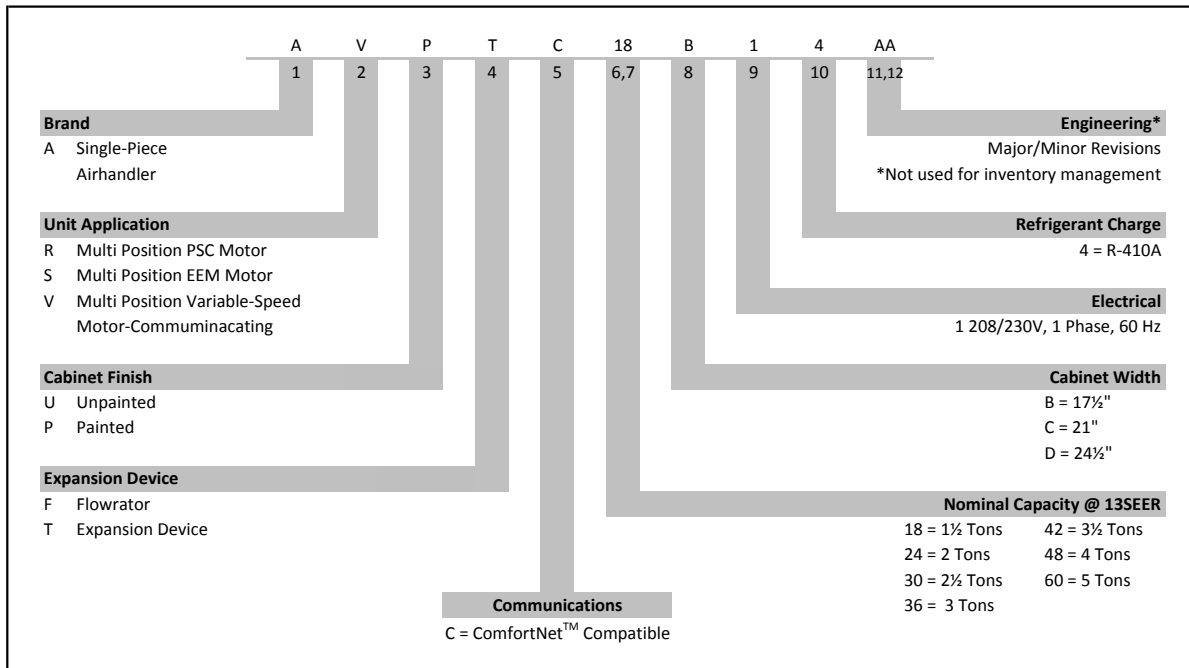 A V P T C 18 B 1 4 AA
1 2 3 4 5 6,7 8 9 10 11,12
Brand
A Single-Piece
Airhandler
Unit Application
R Multi Position PSC Motor
S Multi Position EEM Motor
V Multi Position Variable-Speed
Motor-Commuminacating
Cabinet Finish
U Unpainted
P Painted
Expansion Device
F Flowrator
T Expansion Device
Communications
C = ComfortNet™ Compatible
Engineering*
Major/Minor Revisions
*Not used for inventory management
Refrigerant Charge
4 = R-410A
Electrical
1 208/230V, 1 Phase, 60 Hz
Cabinet Width
B = 17½"
C = 21"
D = 24½"
Nominal Capacity @ 13SEER
18 = 1½ Tons 42 = 3½ Tons
24 = 2 Tons 48 = 4 Tons
30 = 2½ Tons 60 = 5 Tons
36 = 3 Tons